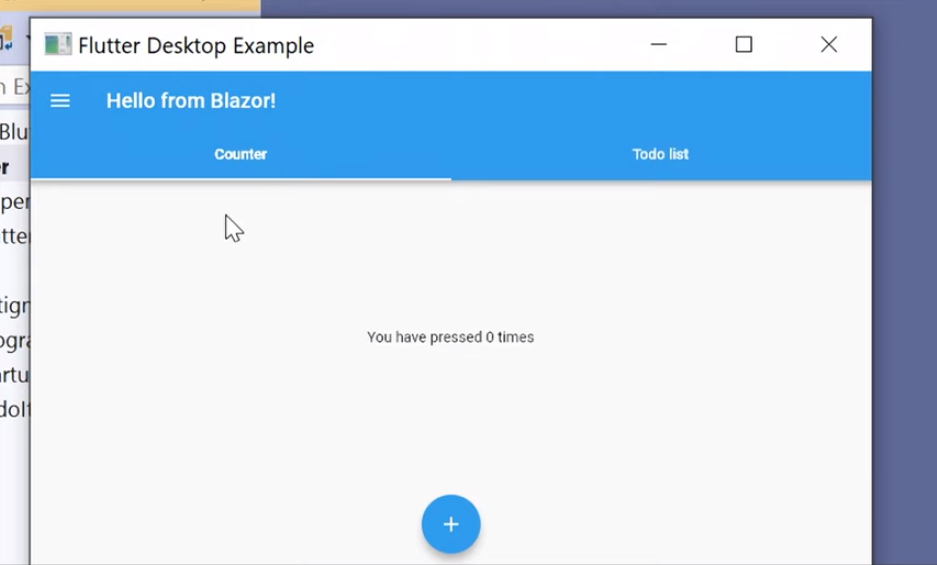 Flutter Desktop Example
Hello from Blazor!
Counter
Todo list
You have pressed 0 times
+